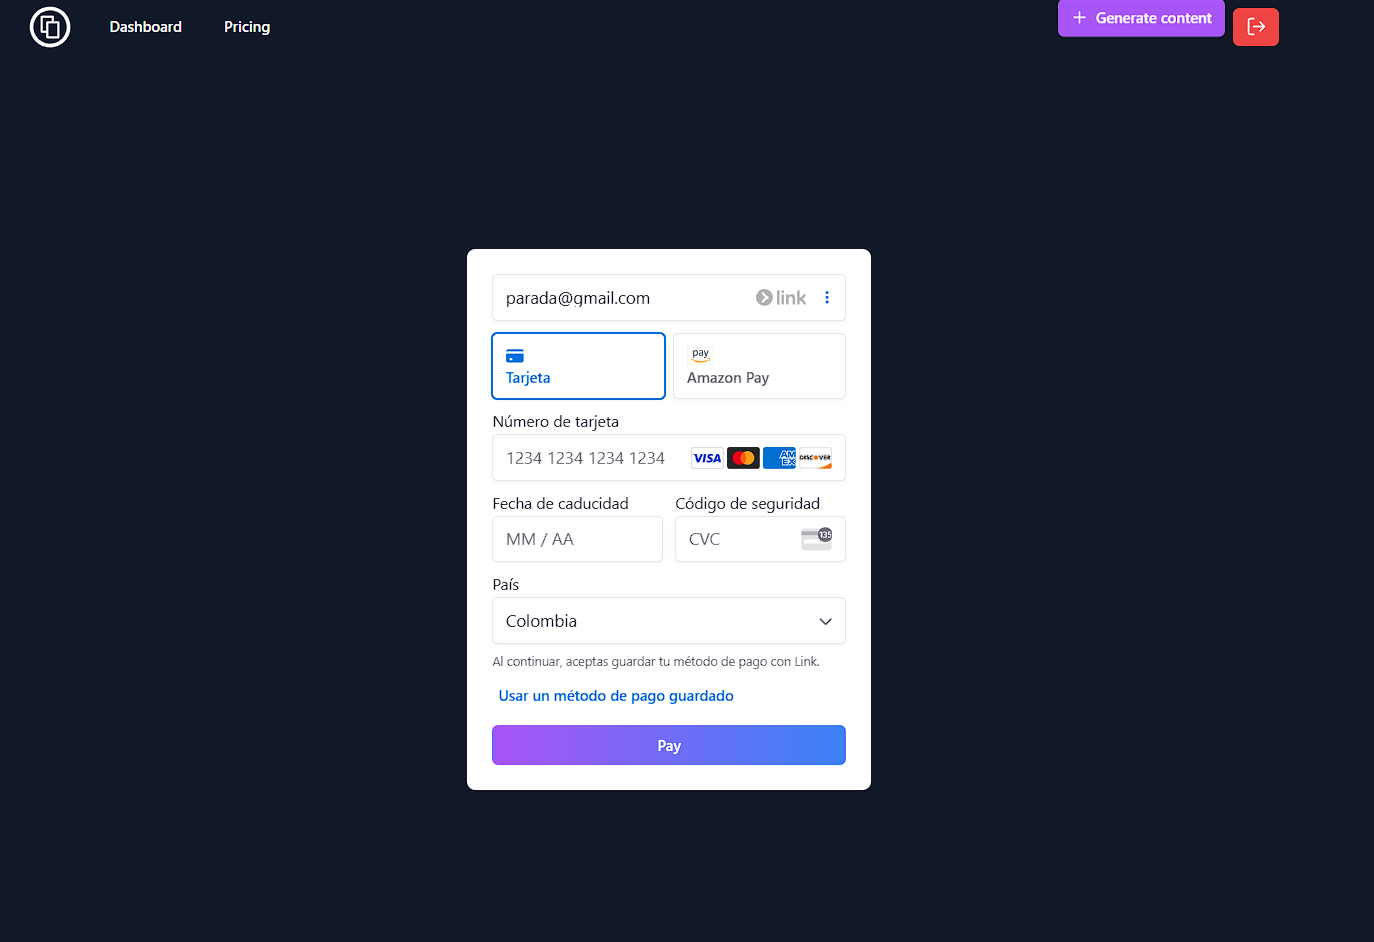 Dashboard
Pricing
Generate content
parada@gmail.com
link
Tarjeta
pay
Amazon Pay
Número de tarjeta
1234 1234 1234 1234
VISA
AM
EX
DISCOVER
Fecha de caducidad
Código de seguridad
MM / AA
CVC
135
País
Colombia
Al continuar, aceptas guardar tu método de pago con Link.
Usar un método de pago guardado
Pay